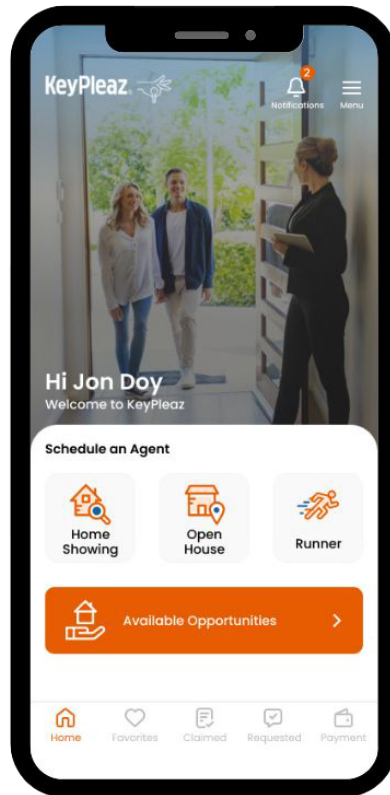 KeyPleaz
2
Notifications
Menu
Hi Jon Doy
Welcome to KeyPleaz
Schedule an Agent
Home
Showing
Open
House
Runner
Available Opportunities
Home
Favorites
Claimed
Requested
Payment